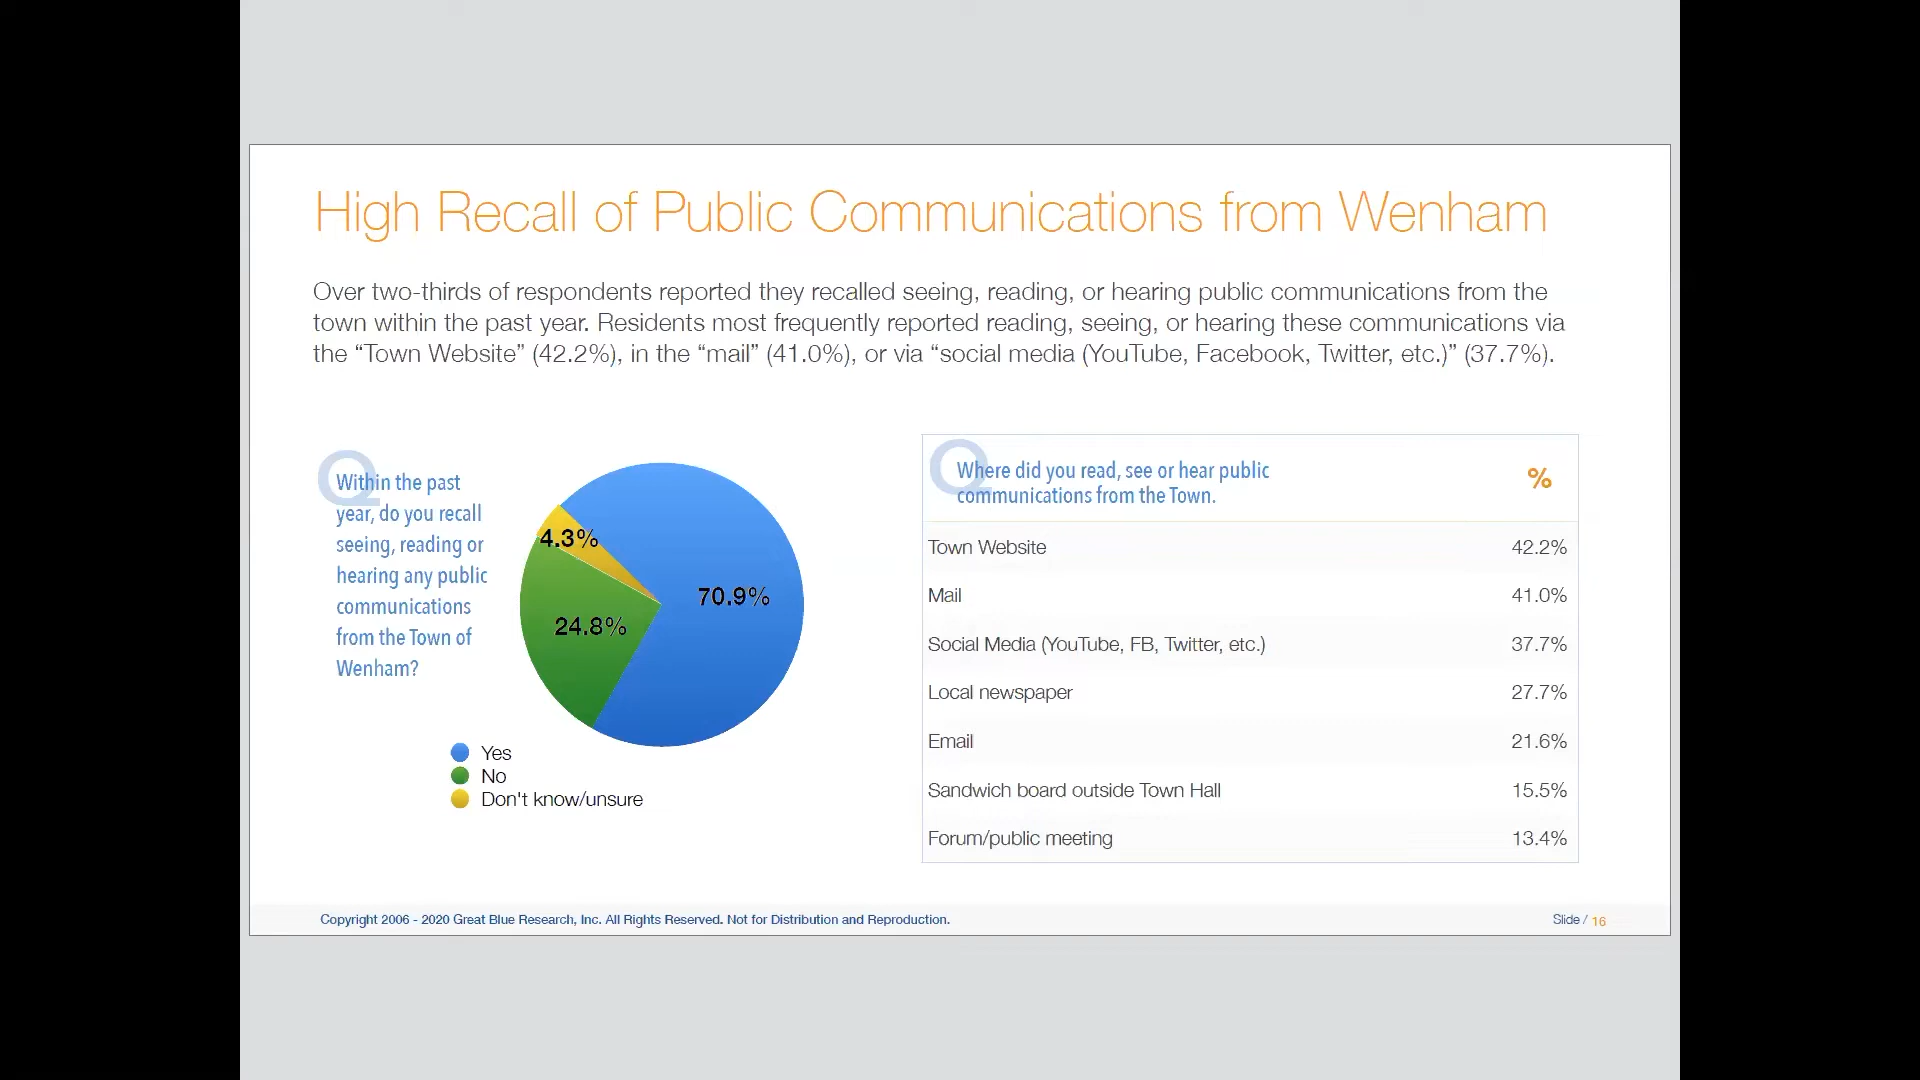 High Recall of Public Communications from Wenham
Over two-thirds of respondents reported they recalled seeing, reading, or hearing public communications from the
town within the past year. Residents most frequently reported reading, seeing, or hearing these communications via
the “Town Website” (42.2%), in the “mail” (41.0%), or via “social media (YouTube, Facebook, Twitter, etc.)” (37.7%).
Q
Within the past
year, do you recall
seeing, reading or
hearing any public
communications
from the Town of
Wenham?
4.3%
70.9%
24.8%
Yes
No
Don't know/unsure
Q
Where did you read, see or hear public
communications from the Town.
%
Town Website 42.2%
Mail 41.0%
Social Media (YouTube, FB, Twitter, etc.) 37.7%
Local newspaper 27.7%
Email 21.6%
Sandwich board outside Town Hall 15.5%
Forum/public meeting 13.4%
Copyright 2006 - 2020 Great Blue Research, Inc. All Rights Reserved. Not for Distribution and Reproduction.
Slide / 16